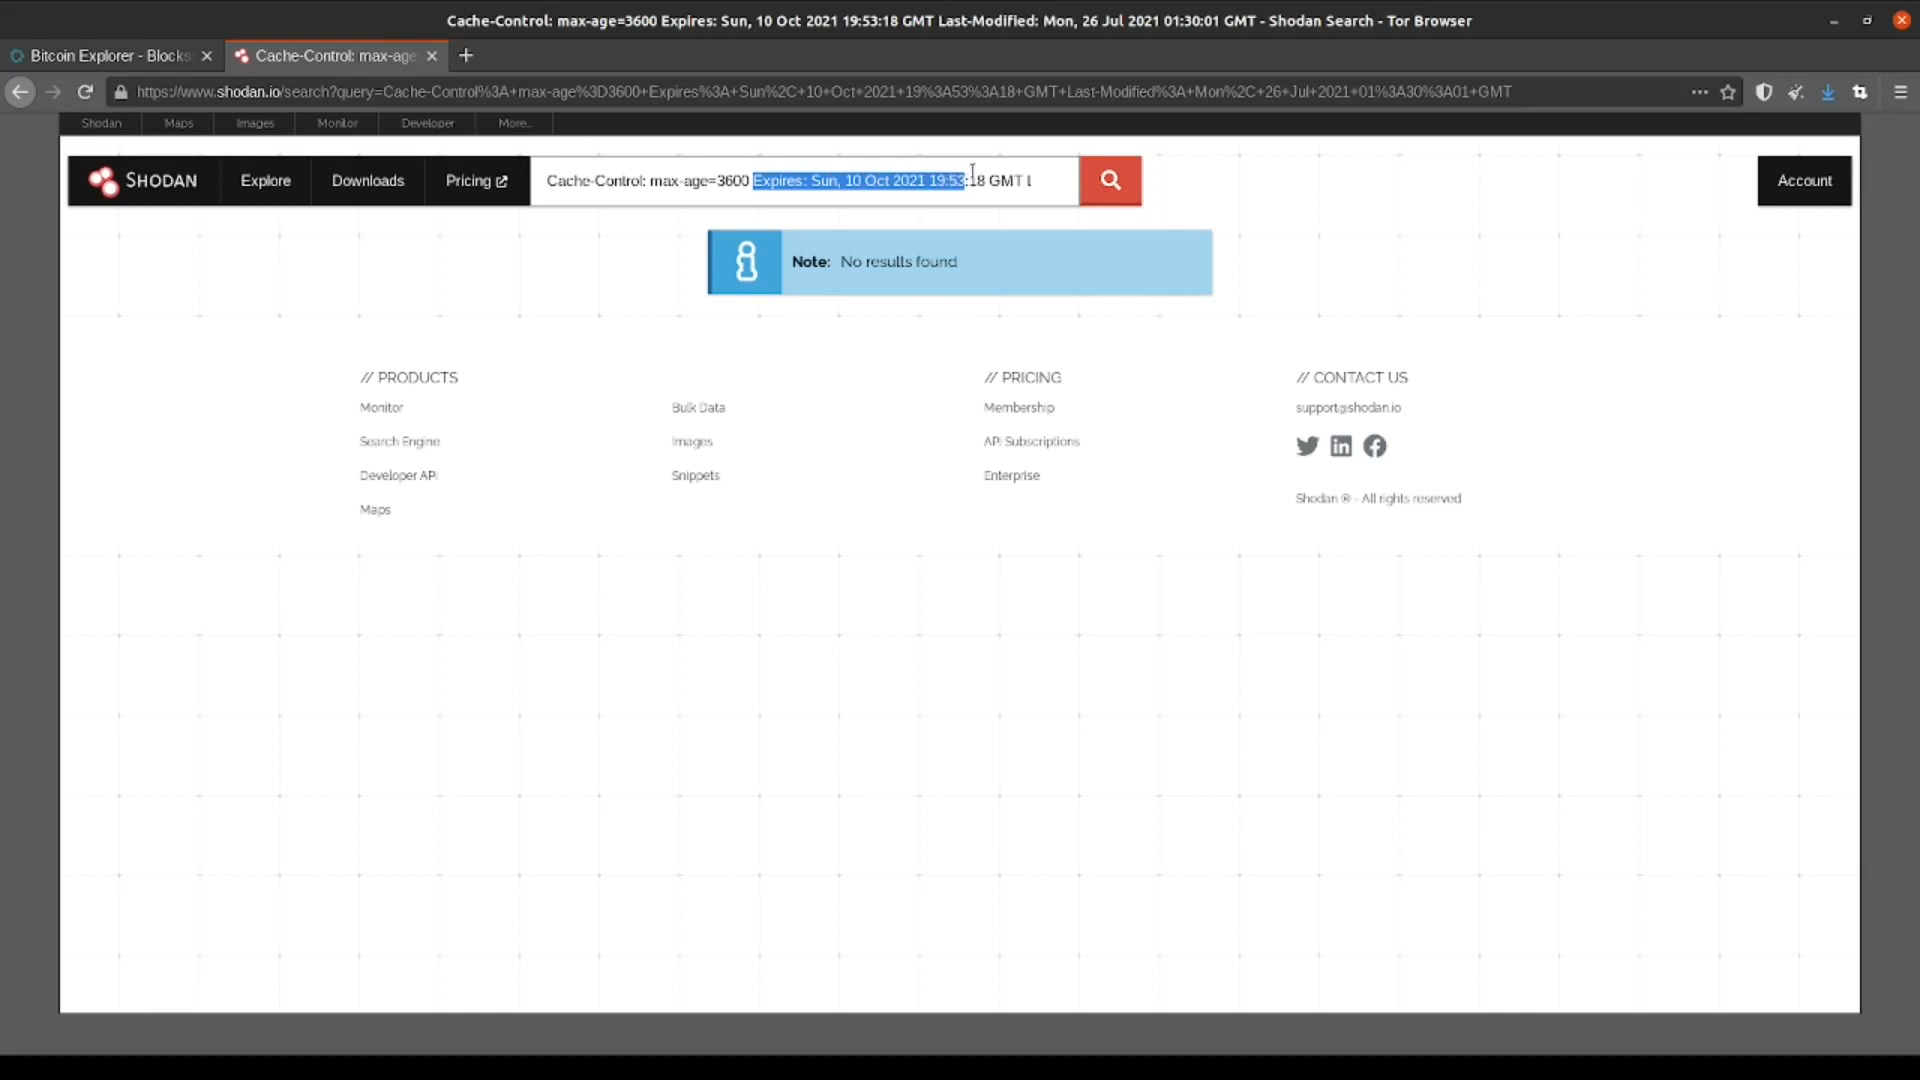 Cache-Control: max-age=3600 Expires: Sun, 10 Oct 2021 19:53:18 GMT Last-Modified: Mon, 26 Jul 2021 01:30:01 GMT - Shodan Search - Tor Browser
Bitcoin Explorer - Blocks
Cache-Control: max-age
https://www.shodan.io/search?query=Cache-Control%3A+max-age%3D3600+Expires%3A+Sun%2C+10+Oct+2021+19%3A53%3A18+GMT+Last-Modified%3A+Mon%2C+26+Jul+2021+01%3A30%3A01+GMT
Shodan Maps Images Monitor Developer More...
SHODAN Explore Downloads Pricing Cache-Control: max-age=3600 Expires: Sun, 10 Oct 2021 19:53:18 GMT L Account
Note: No results found
// PRODUCTS
Monitor
Search Engine
Developer API
Maps
Bulk Data
Images
Snippets
// PRICING
Membership
API Subscriptions
Enterprise
// CONTACT US
support@shodan.io
Shodan ® - All rights reserved